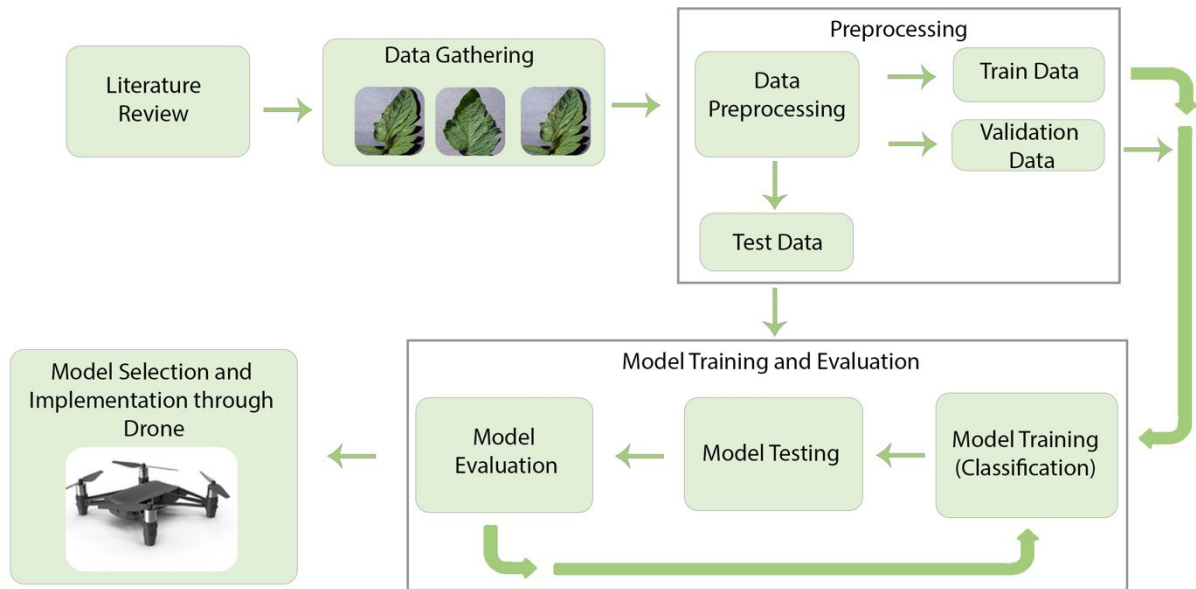 Literature
Review
Data Gathering
Preprocessing
Data
Preprocessing
Train Data
Validation
Data
Test Data
Model Training and Evaluation
Model Training
(Classification)
Model Testing
Model
Evaluation
Model Selection and
Implementation through
Drone